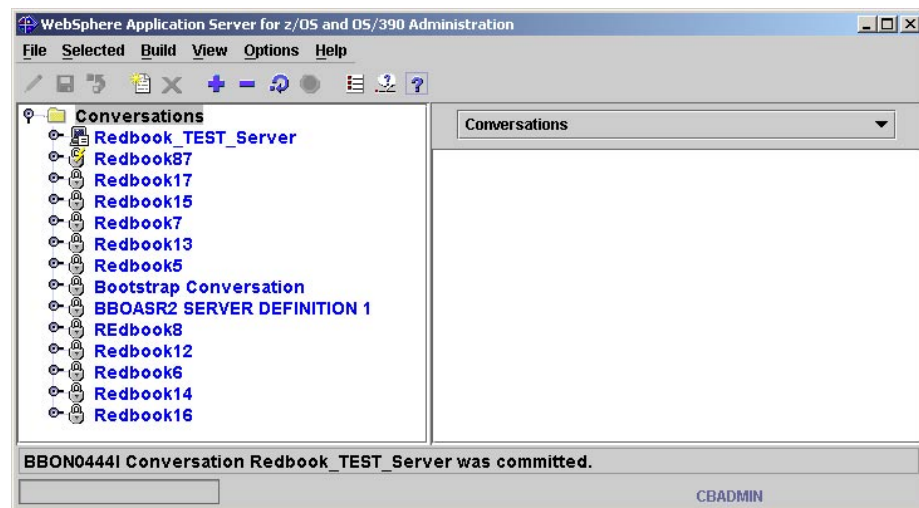 WebSphere Application Server for z/OS and OS/390 Administration
File Selected Build View Options Help
Conversations
Redbook_TEST_Server
Redbook87
Redbook17
Redbook15
Redbook7
Redbook13
Redbook5
Bootstrap Conversation
BBOASR2 SERVER DEFINITION 1
REdbook8
Redbook12
Redbook6
Redbook14
Redbook16
Conversations
BBON0444I Conversation Redbook_TEST_Server was committed.
CBADMIN